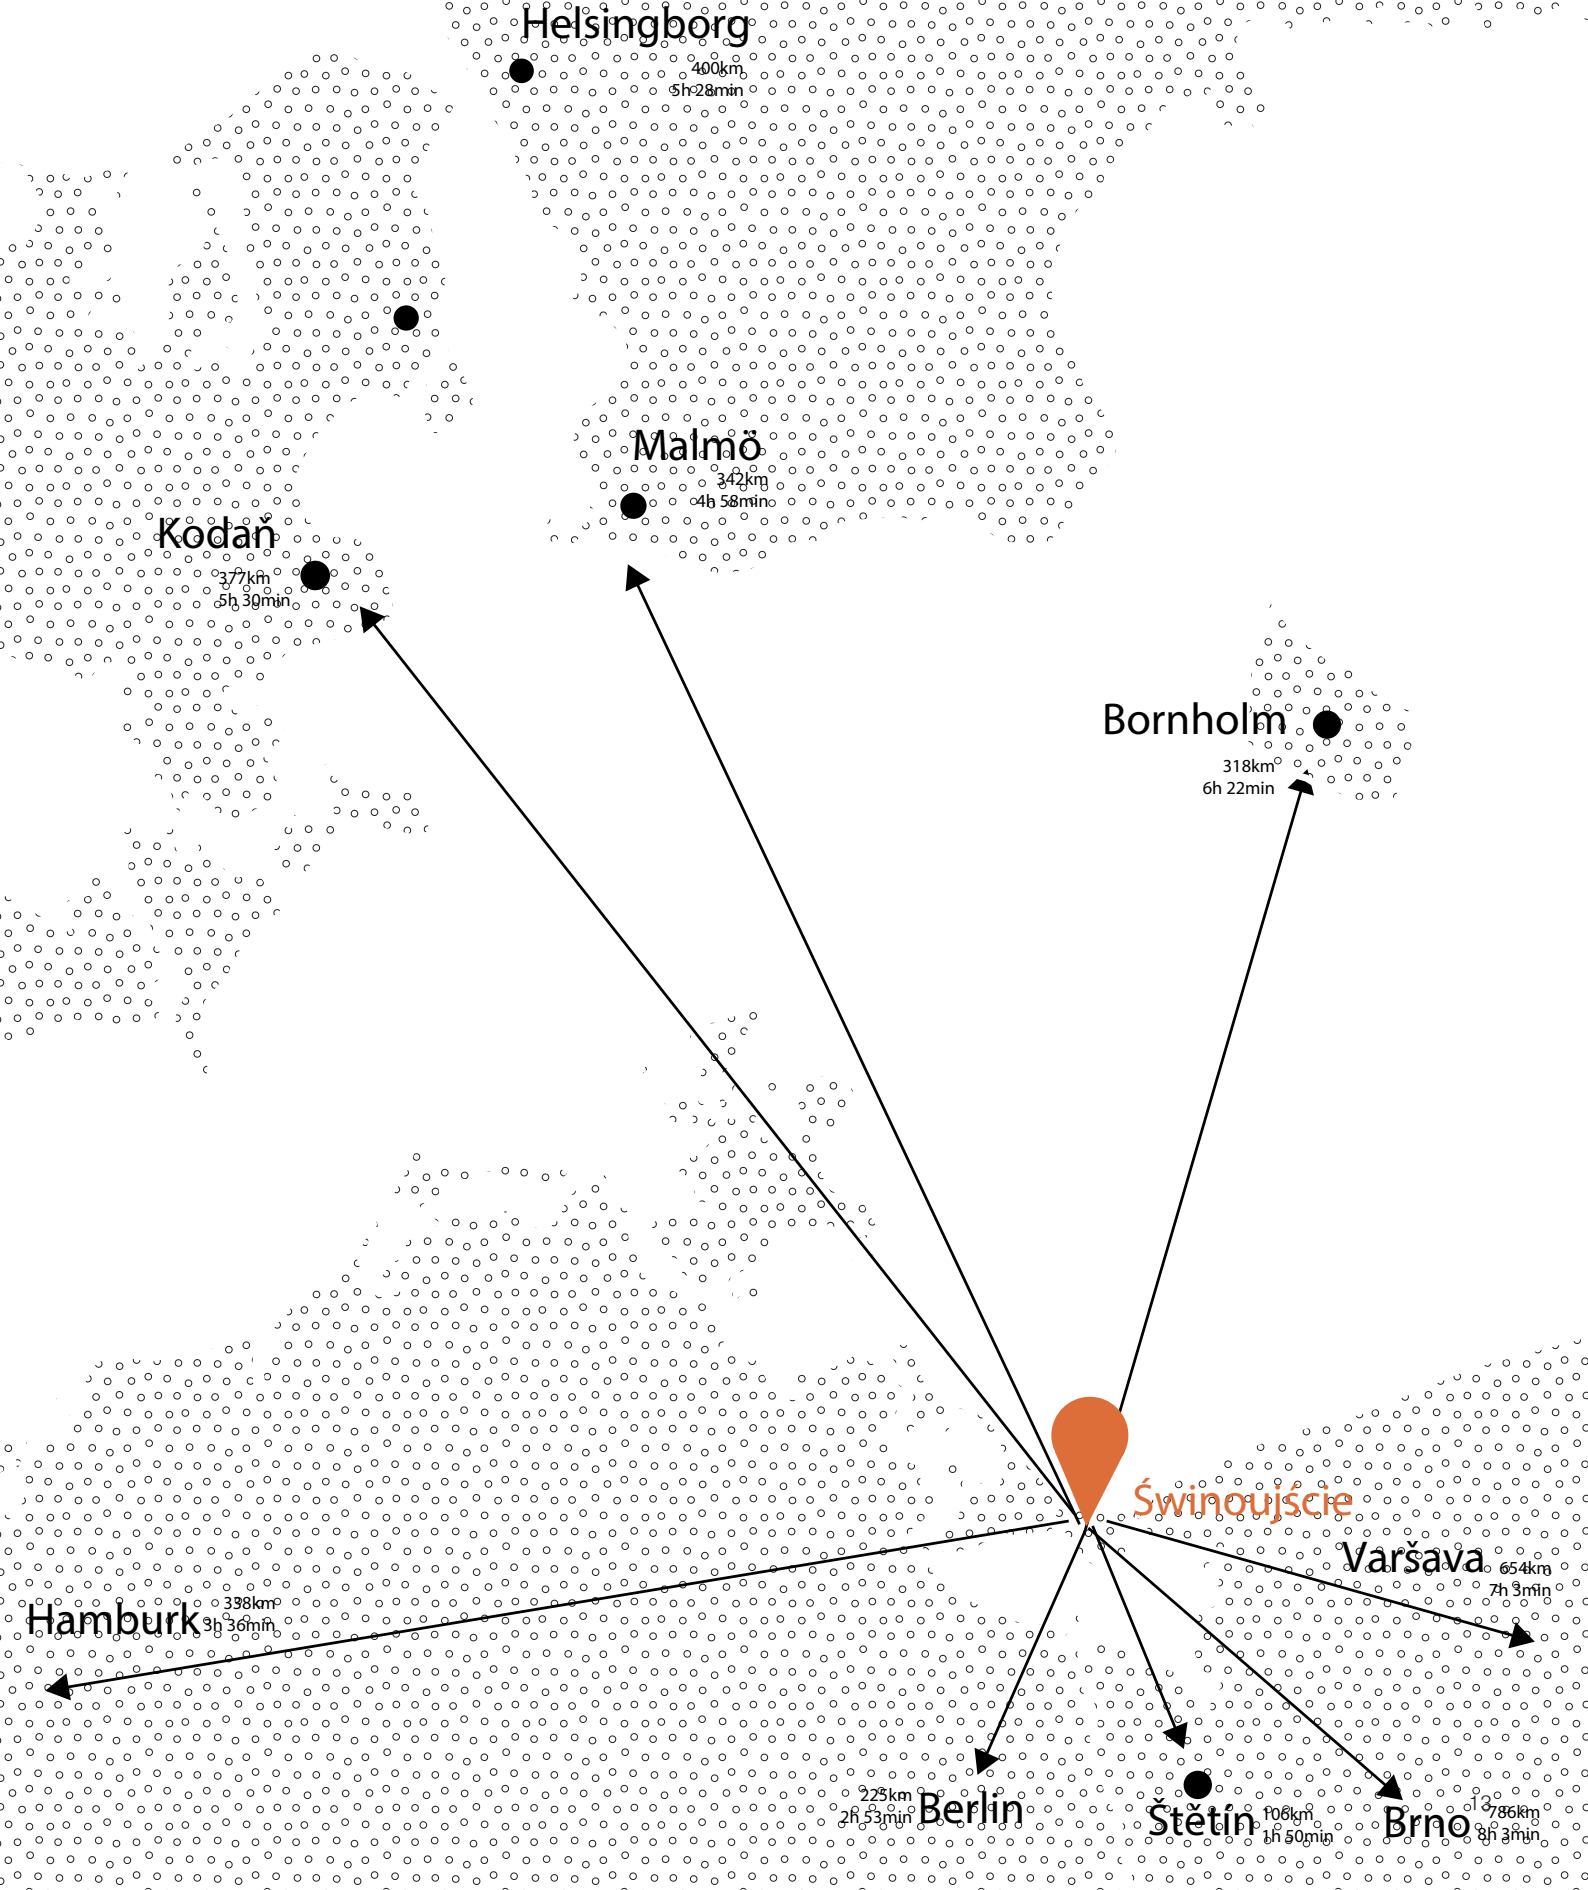 Helsingborg
400km
5h 28min
Malmö
342km
4h 58min
Kodaň
377km
5h 30min
Bornholm
318km
6h 22min
Świnoujście
Varšava
654km
7h 3min
Hamburk
338km
3h 36min
225km
2h 53min
Berlin
Štětín
106km
1h 50min
Brno
13
786km
8h 3min